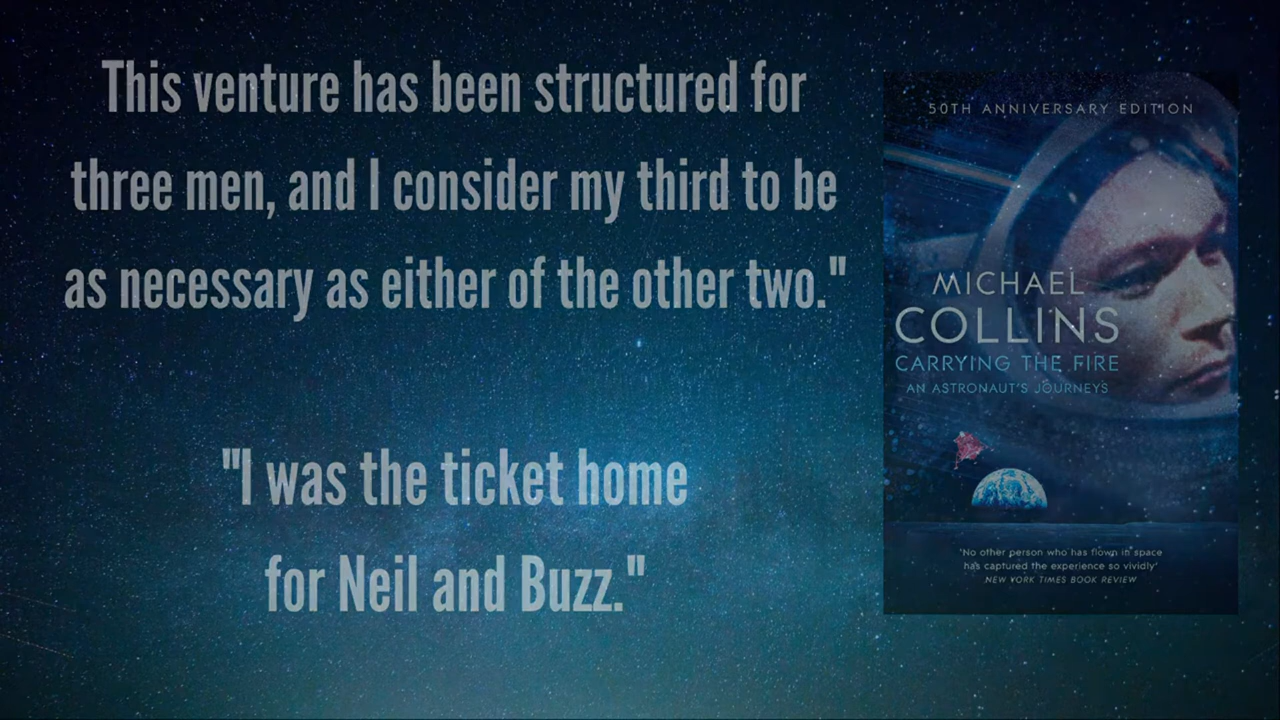 This venture has been structured for
three men, and I consider my third to be
as necessary as either of the other two."
"I was the ticket home
for Neil and Buzz."
50TH ANNIVERSARY EDITION
MICHAEL
COLLINS
CARRYING THE FIRE
AN ASTRONAUT'S JOURNEYS
'No other person who has flown in space
has captured the experience so vividly'
NEW YORK TIMES BOOK REVIEW